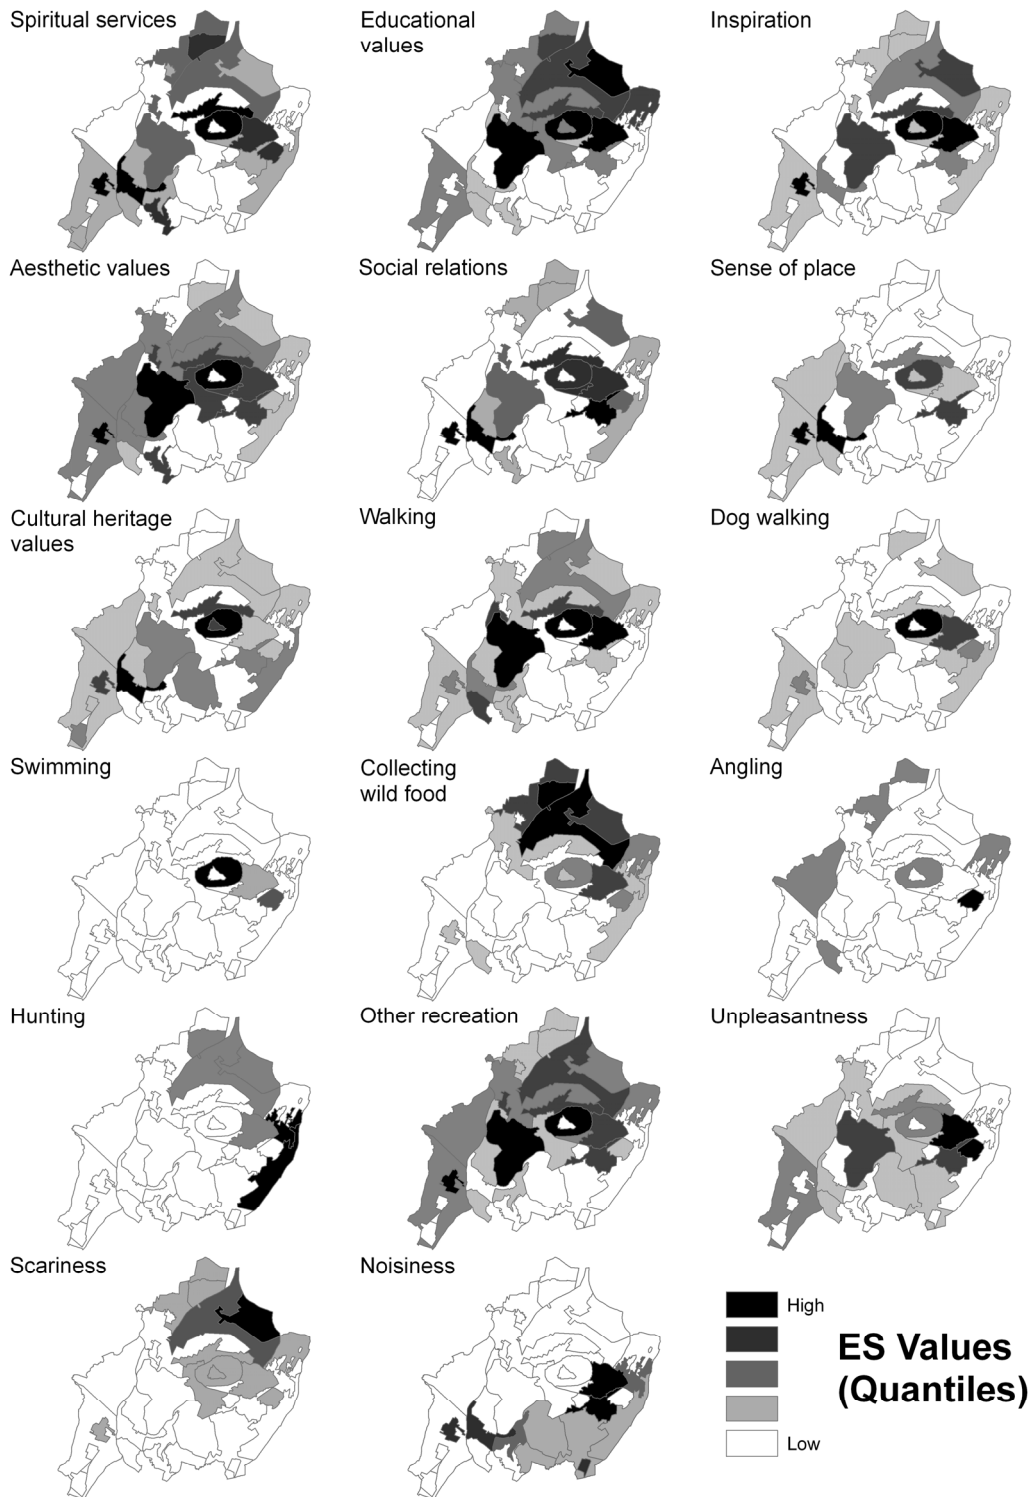 Spiritual services
Educational
values
Inspiration
Aesthetic values
Social relations
Sense of place
Cultural heritage
values
Walking
Dog walking
Swimming
Collecting
wild food
Angling
Hunting
Other recreation
Unpleasantness
Scariness
Noisiness
High
ES Values
(Quantiles)
Low